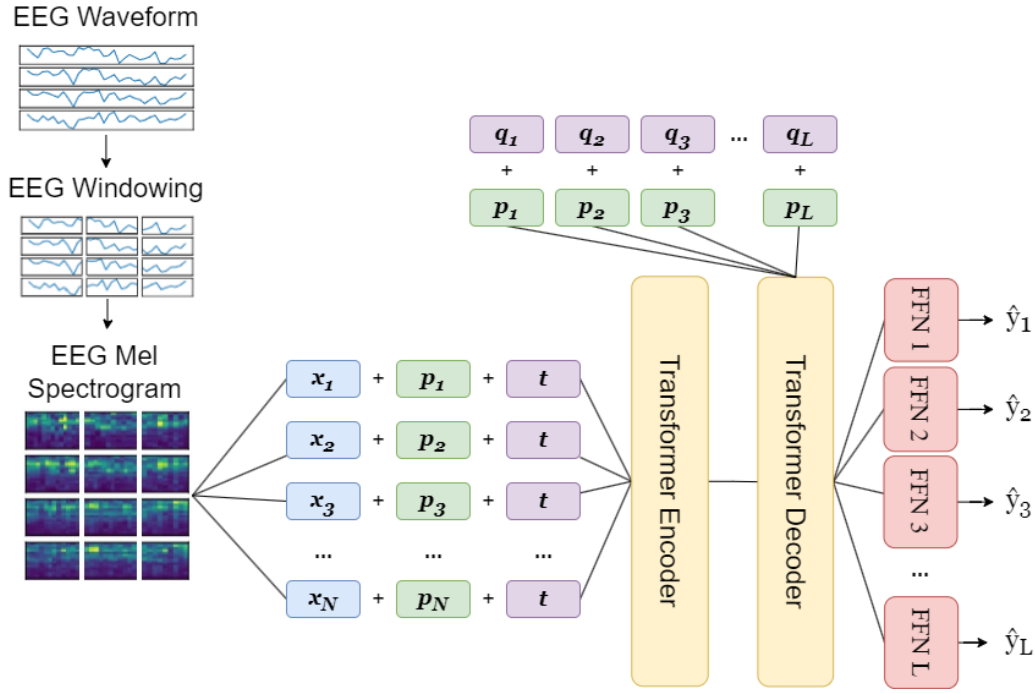 EEG Waveform
EEG Windowing
EEG Mel
Spectrogram
q1 q2 q3 ... qL
+ + + +
p1 p2 p3 pL
x1 + p1 + t
x2 + p2 + t
x3 + p3 + t
... ... ...
xN + pN + t
Transformer Encoder
Transformer Decoder
FFN 1 ŷ1
FFN 2 ŷ2
FFN 3 ŷ3
...
FFN L ŷL